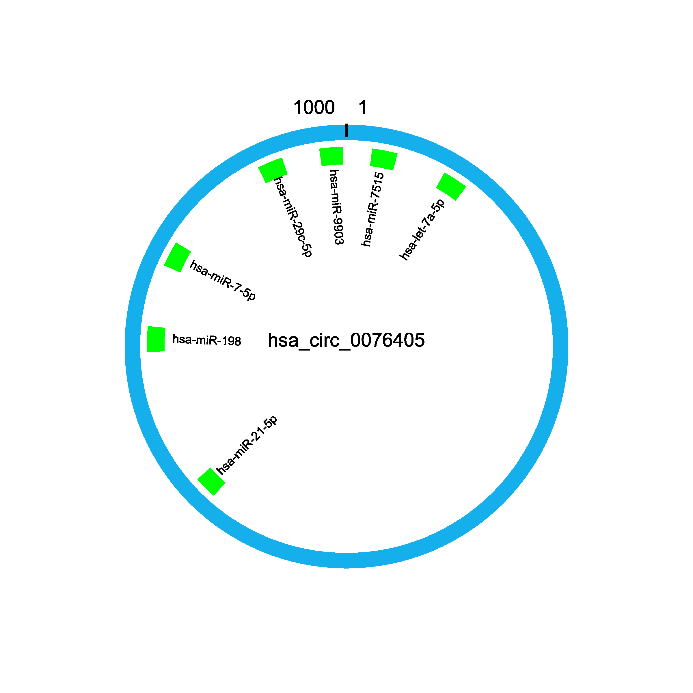 1000 1
hsa-miR-29c-5p
hsa-miR-9903
hsa-miR-7515
hsa-let-7a-5p
hsa-miR-7-5p
hsa-miR-198
hsa_circ_0076405
hsa-miR-21-5p